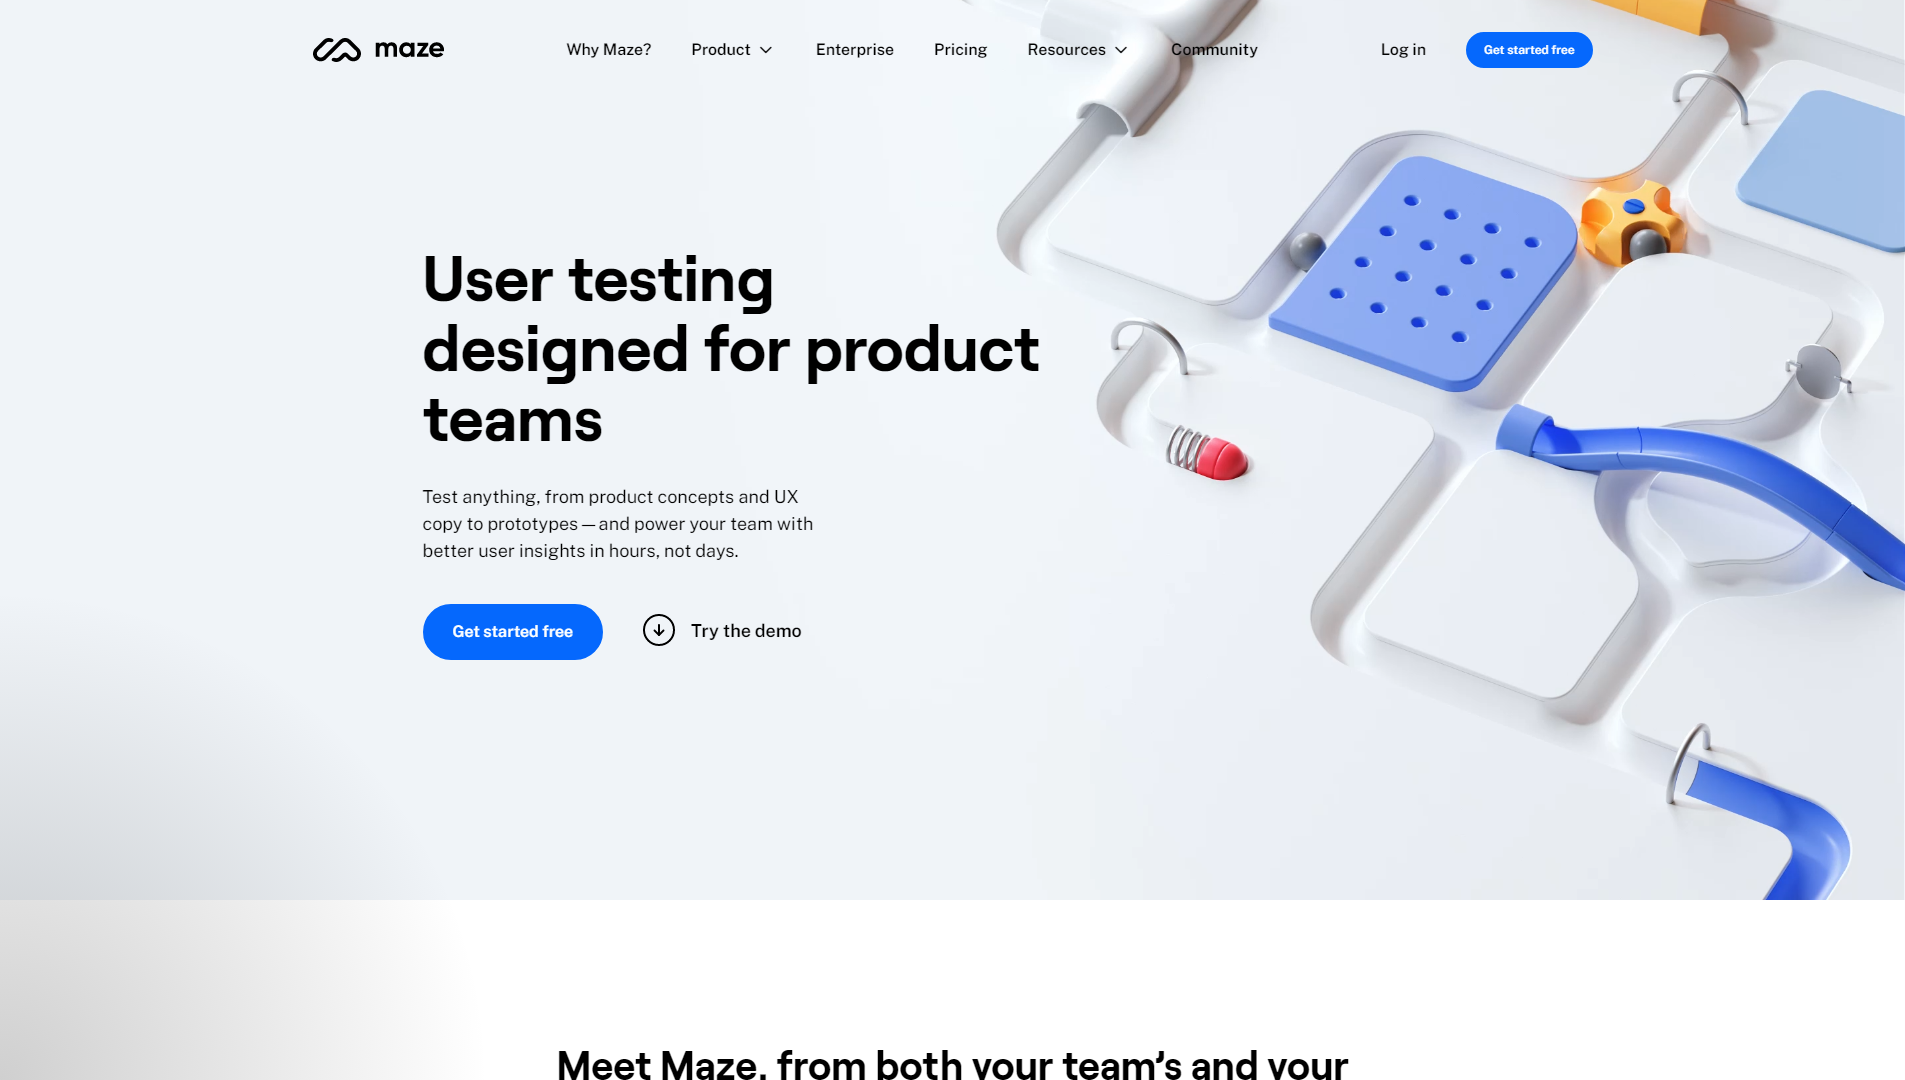 maze
Why Maze?
Product
Enterprise
Pricing
Resources
Community
Log in
Get started free
User testing
designed for product
teams
Test anything, from product concepts and UX
copy to prototypes — and power your team with
better user insights in hours, not days.
Get started free
Try the demo
Meet Maze, from both your team’s and your